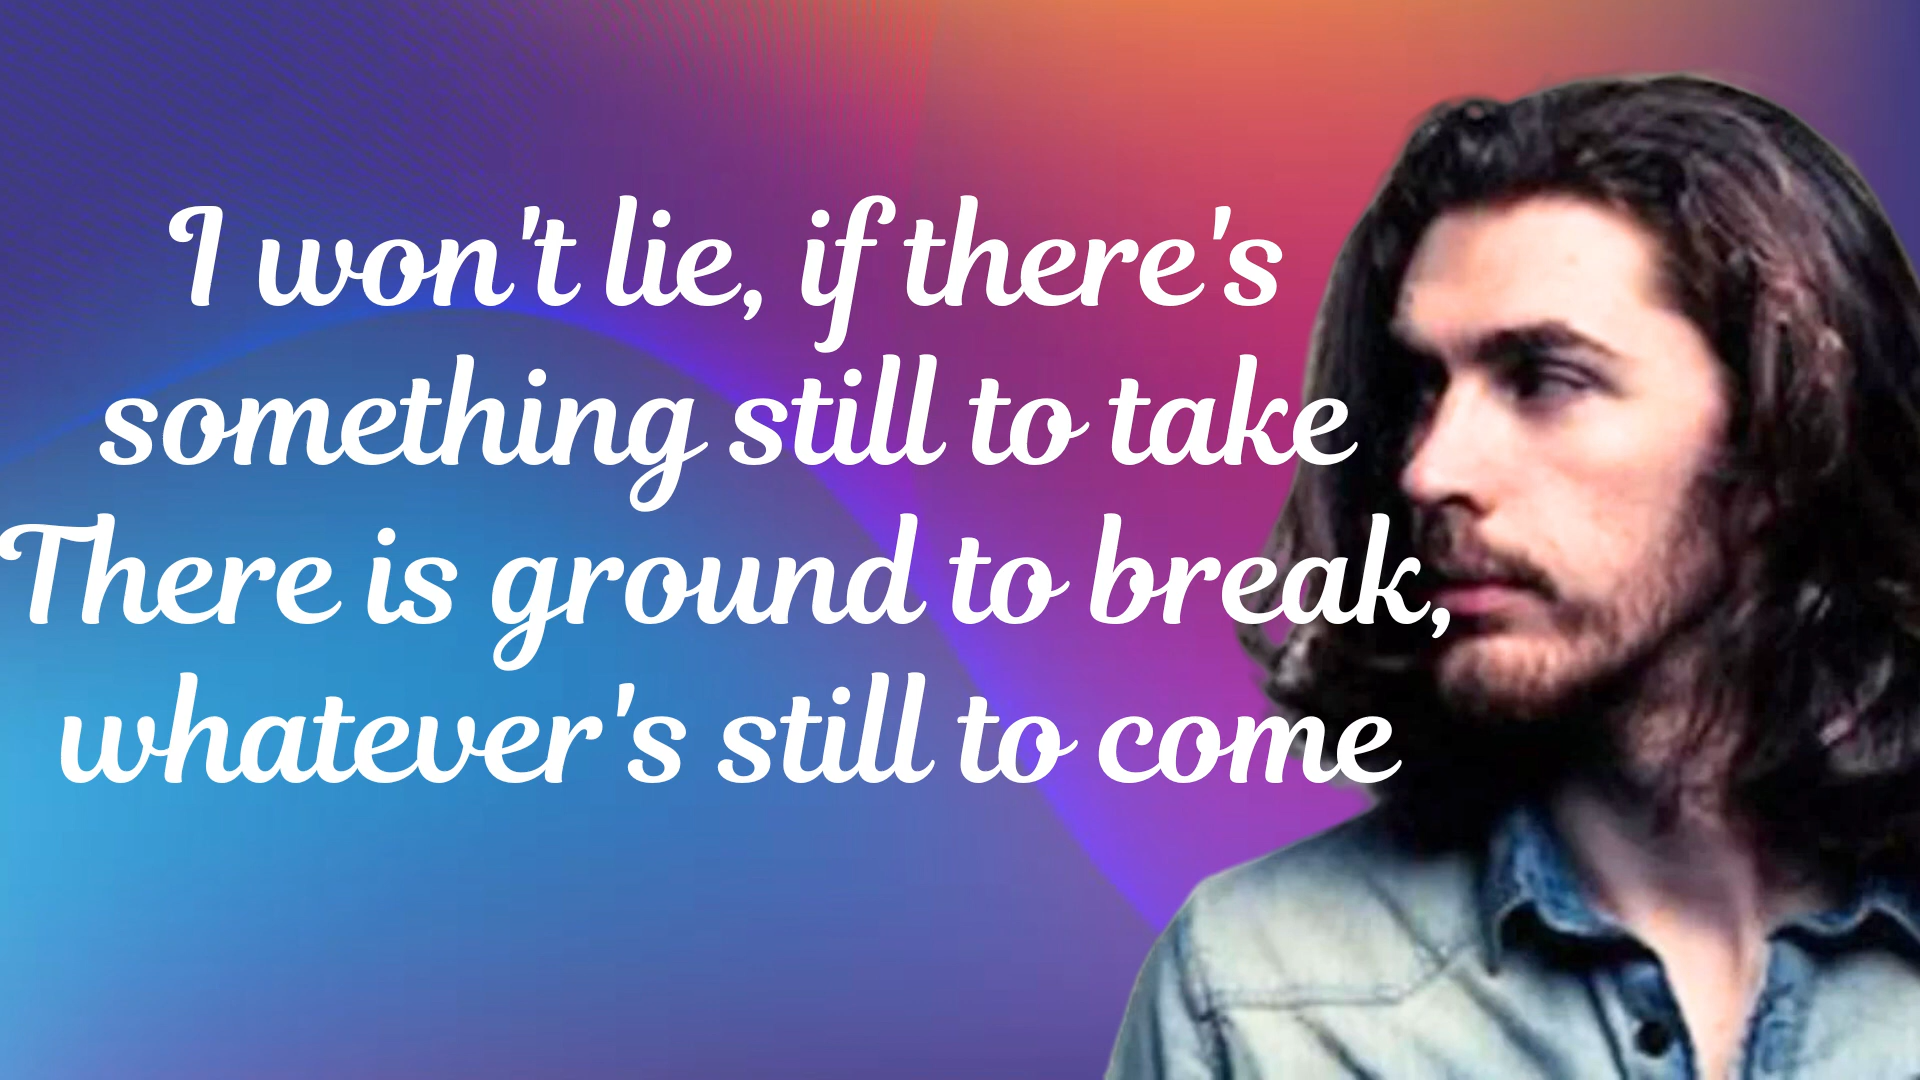 I won't lie, if there's
something still to take
There is ground to break,
whatever's still to come